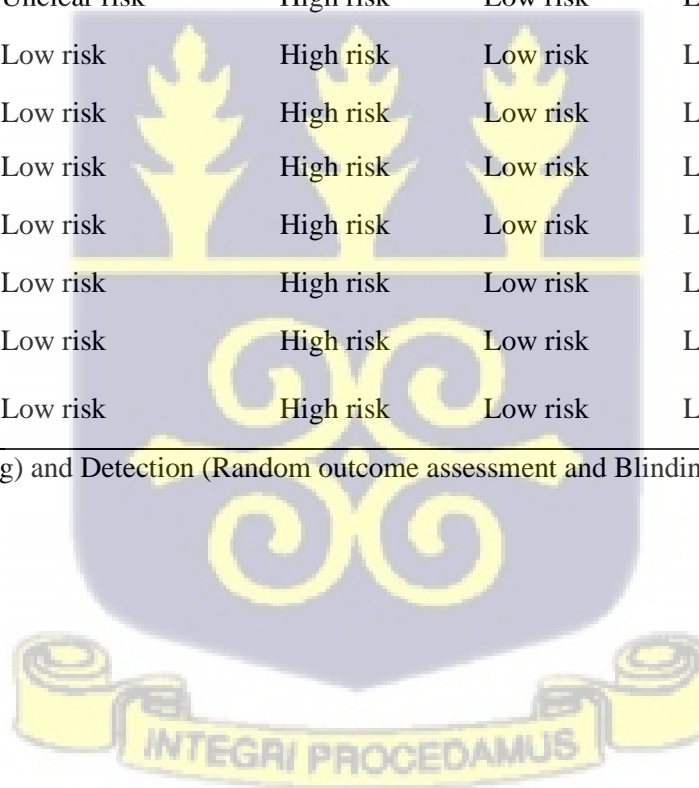 Unclear risk High risk Low risk L
Low risk High risk Low risk L
Low risk High risk Low risk L
Low risk High risk Low risk L
Low risk High risk Low risk L
Low risk High risk Low risk L
Low risk High risk Low risk L
Low risk High risk Low risk L
g) and Detection (Random outcome assessment and Blindin
INTEGRI PROCEDAMUS